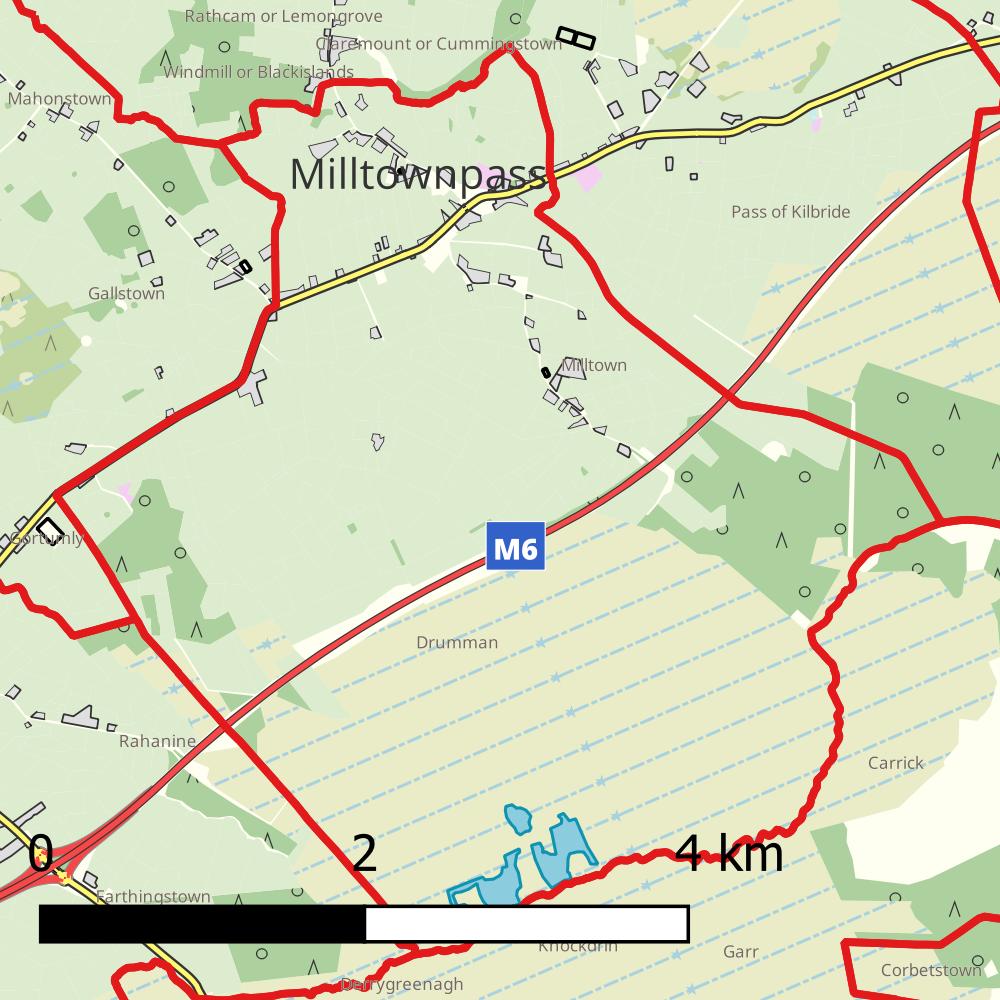 Rathcam or Lemongrove
Claremount or Cummingstown
Windmill or Blackislands
Mahonstown
Milltownpass
Pass of Kilbride
Gallstown
Milltown
Gortumly
M6
Drumman
Rahanine
Carrick
0 2 4 km
Farthingstown
Knockdrin
Garr
Corbetstown
Derrygreenagh